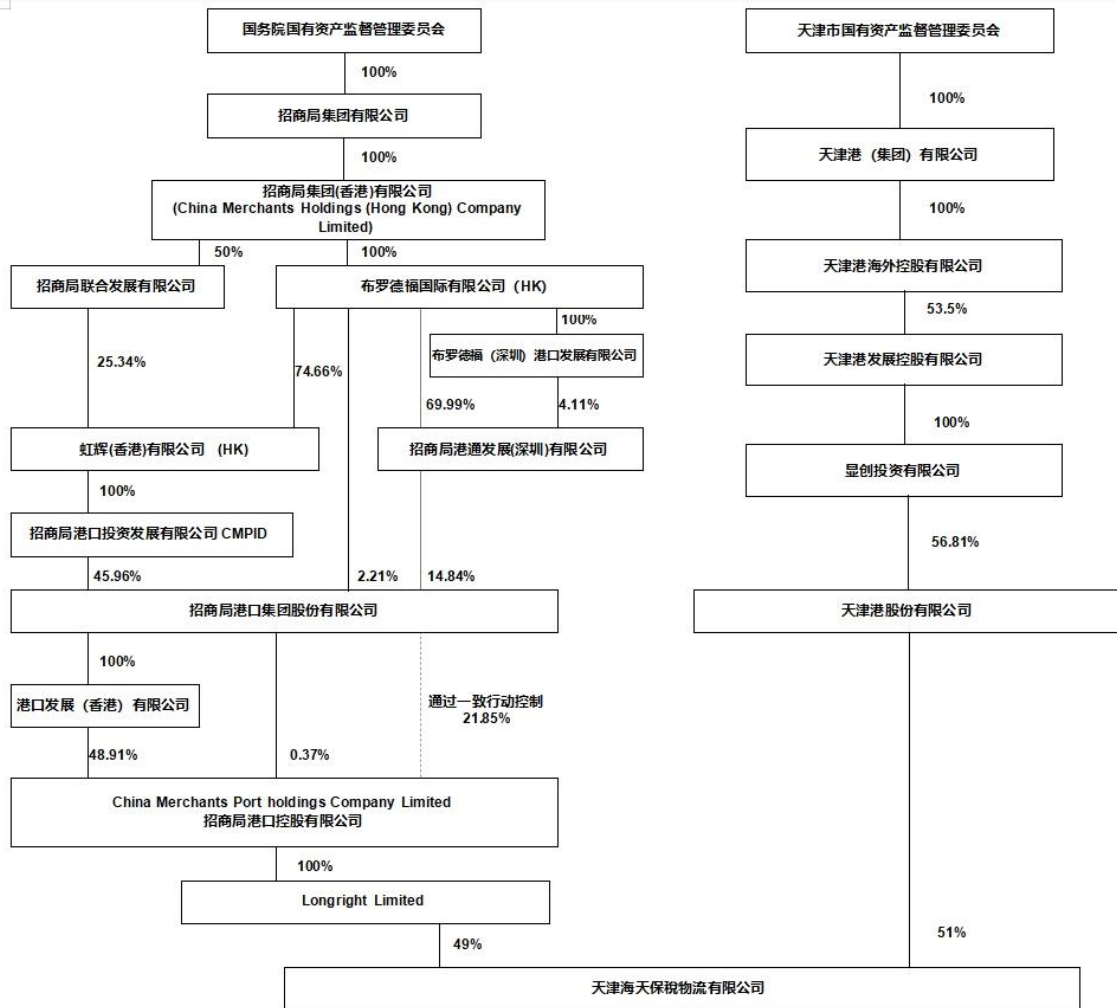 国务院国有资产监督管理委员会
天津市国有资产监督管理委员会
100%
100%
招商局集团有限公司
天津港（集团）有限公司
100%
100%
招商局集团(香港)有限公司
(China Merchants Holdings (Hong Kong) Company
Limited)
50%
100%
天津港海外控股有限公司
招商局联合发展有限公司
布罗德福国际有限公司（HK)
53.5%
100%
25.34%
74.66%
布罗德福（深圳）港口发展有限公司
天津港发展控股有限公司
69.99%
4.11%
100%
虹辉(香港)有限公司 (HK)
招商局港通发展(深圳)有限公司
显创投资有限公司
100%
招商局港口投资发展有限公司 CMPID
56.81%
45.96%
2.21%
14.84%
招商局港口集团股份有限公司
天津港股份有限公司
100%
港口发展（香港）有限公司
通过一致行动控制
21.85%
48.91%
0.37%
China Merchants Port holdings Company Limited
招商局港口控股有限公司
100%
Longright Limited
49%
51%
天津海天保税物流有限公司